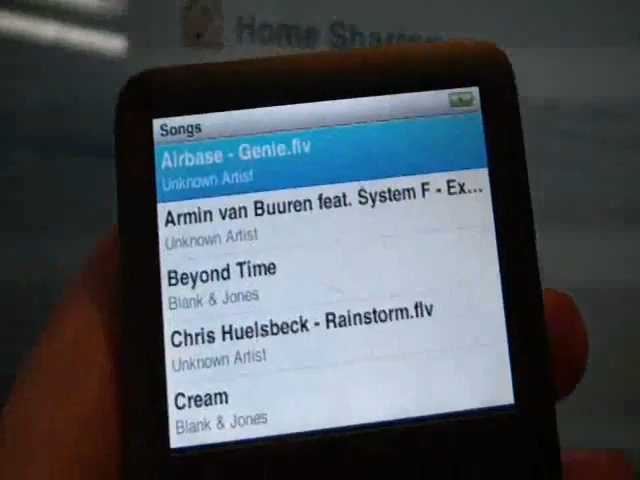 Home Sharing
Songs
Airbase - Genie.flv
Unknown Artist
Armin van Buuren feat. System F - Ex...
Unknown Artist
Beyond Time
Blank & Jones
Chris Huelsbeck - Rainstorm.flv
Unknown Artist
Cream
Blank & Jones